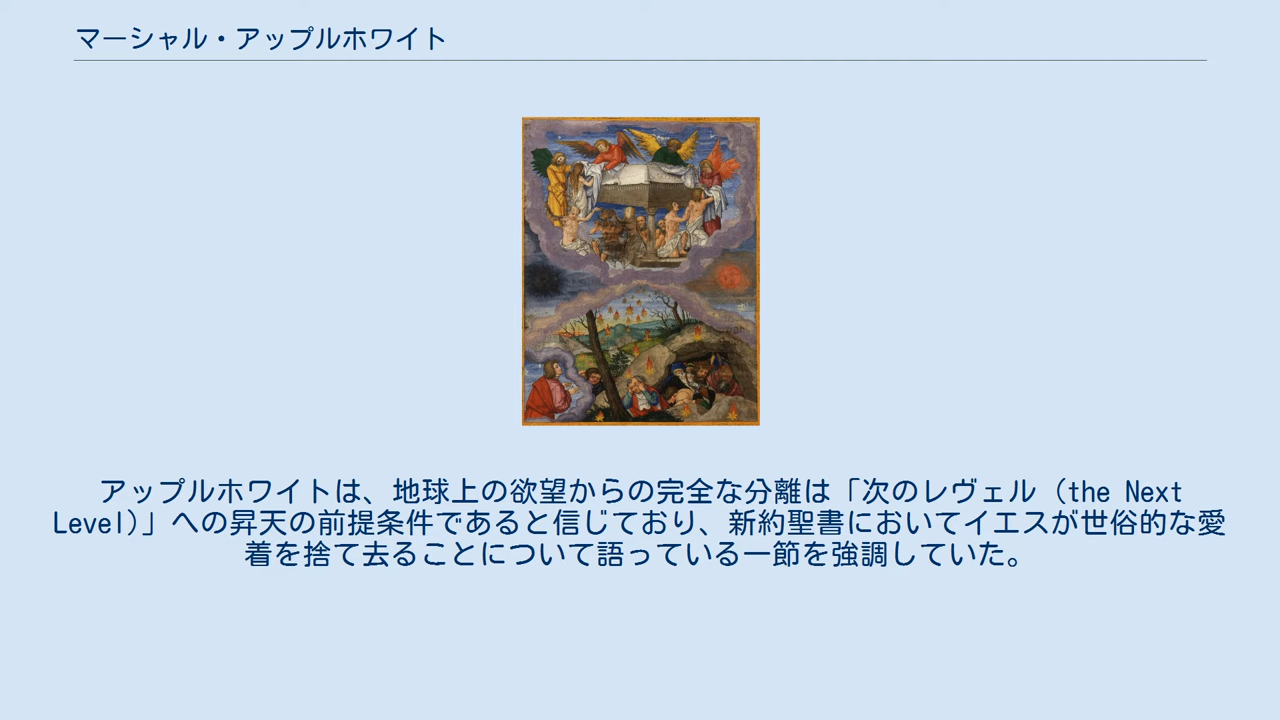 マーシャル・アップルホワイト
アップルホワイトは、地球上の欲望からの完全な分離は「次のレヴェル (the Next
Level)」への昇天の前提条件であると信じており、新約聖書においてイエスが世俗的な愛
着を捨て去ることについて語っている一節を強調していた。